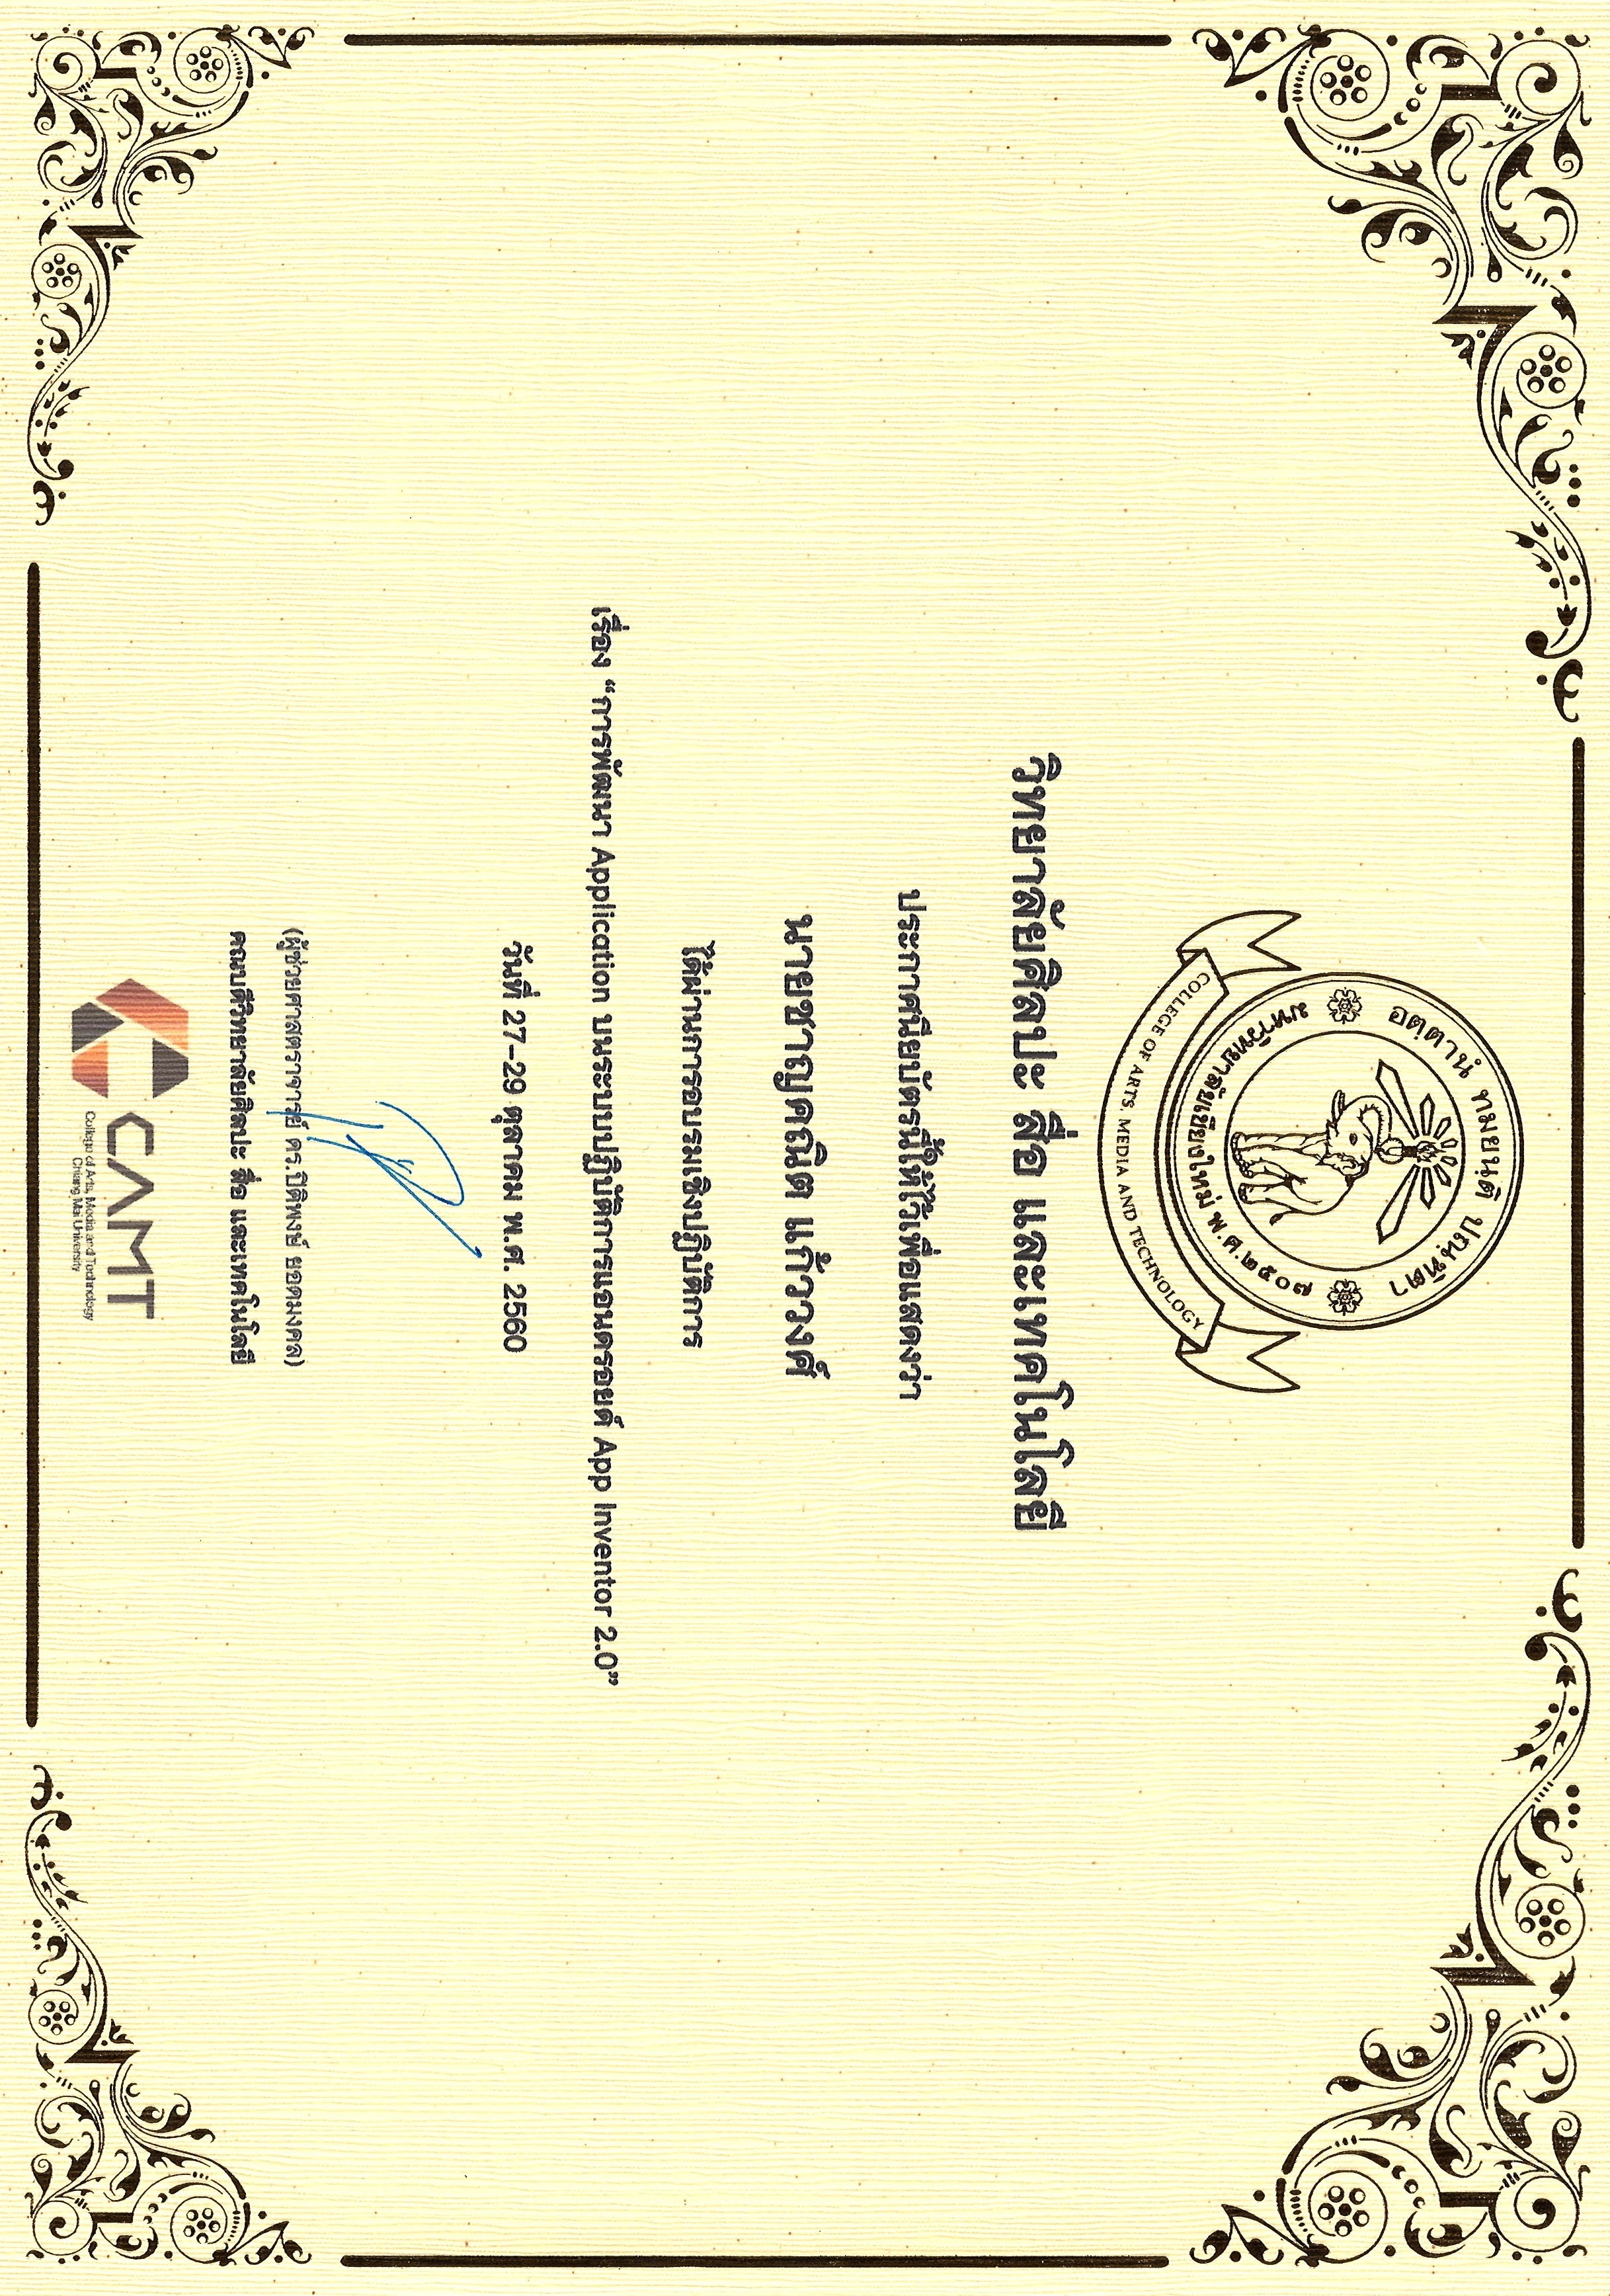 อตฺตานํ ทมยนฺติ ปณฺฑิตา
มหาวิทยาลัยเชียงใหม่ พ.ศ.๒๕๐๗
COLLEGE OF ARTS, MEDIA AND TECHNOLOGY
วิทยาลัยศิลปะ สื่อ และเทคโนโลยี
ประกาศนียบัตรนี้ให้ไว้เพื่อแสดงว่า
นายชาญคณิต แก้ววงศ์
ได้ผ่านการอบรมเชิงปฏิบัติการ
เรื่อง “การพัฒนา Application บนระบบปฏิบัติการแอนดรอยด์ App Inventor 2.0”
วันที่ 27-29 ตุลาคม พ.ศ. 2560
(ผู้ช่วยศาสตราจารย์ ดร.ปิติพงษ์ ยอดมงคล)
คณบดีวิทยาลัยศิลปะ สื่อ และเทคโนโลยี
CAMT
College of Arts, Media and Technology
Chiang Mai University